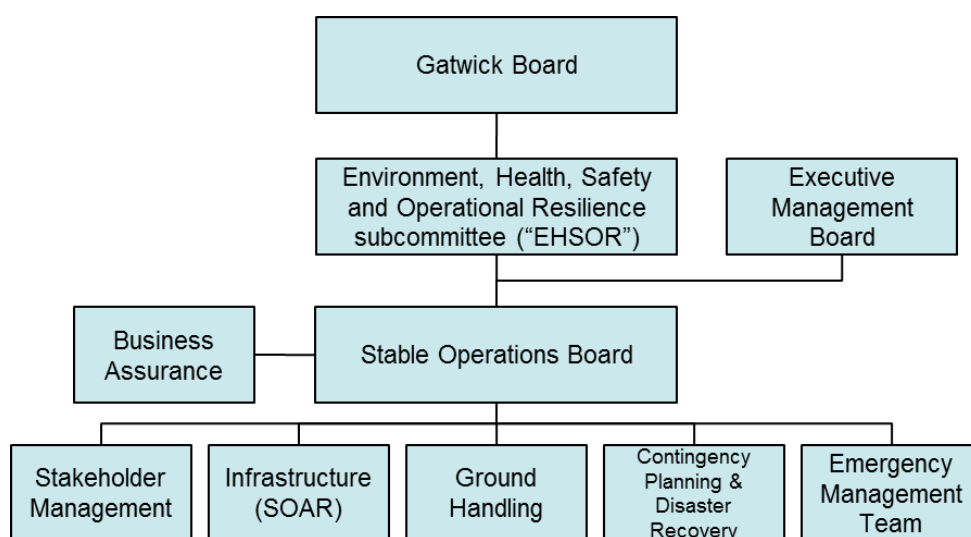 Gatwick Board
Environment, Health, Safety
and Operational Resilience
subcommittee (“EHSOR”)
Executive
Management
Board
Business
Assurance
Stable Operations Board
Stakeholder
Management
Infrastructure
(SOAR)
Ground
Handling
Contingency
Planning &
Disaster
Recovery
Emergency
Management
Team